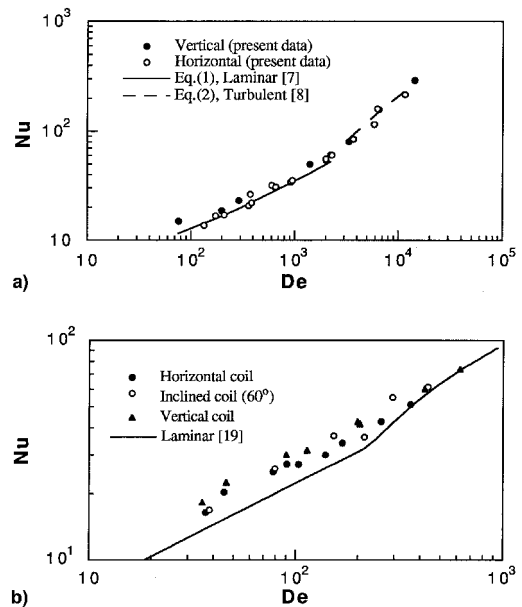 10³
Vertical (present data)
Horizontal (present data)
Eq.(1), Laminar [7]
Eq.(2), Turbulent [8]
Nu
10²
10
10 10² 10³ 10⁴ 10⁵
a) De
10²
Horizontal coil
Inclined coil (60°)
Vertical coil
Laminar [19]
Nu
10¹
10 10² 10³
b) De